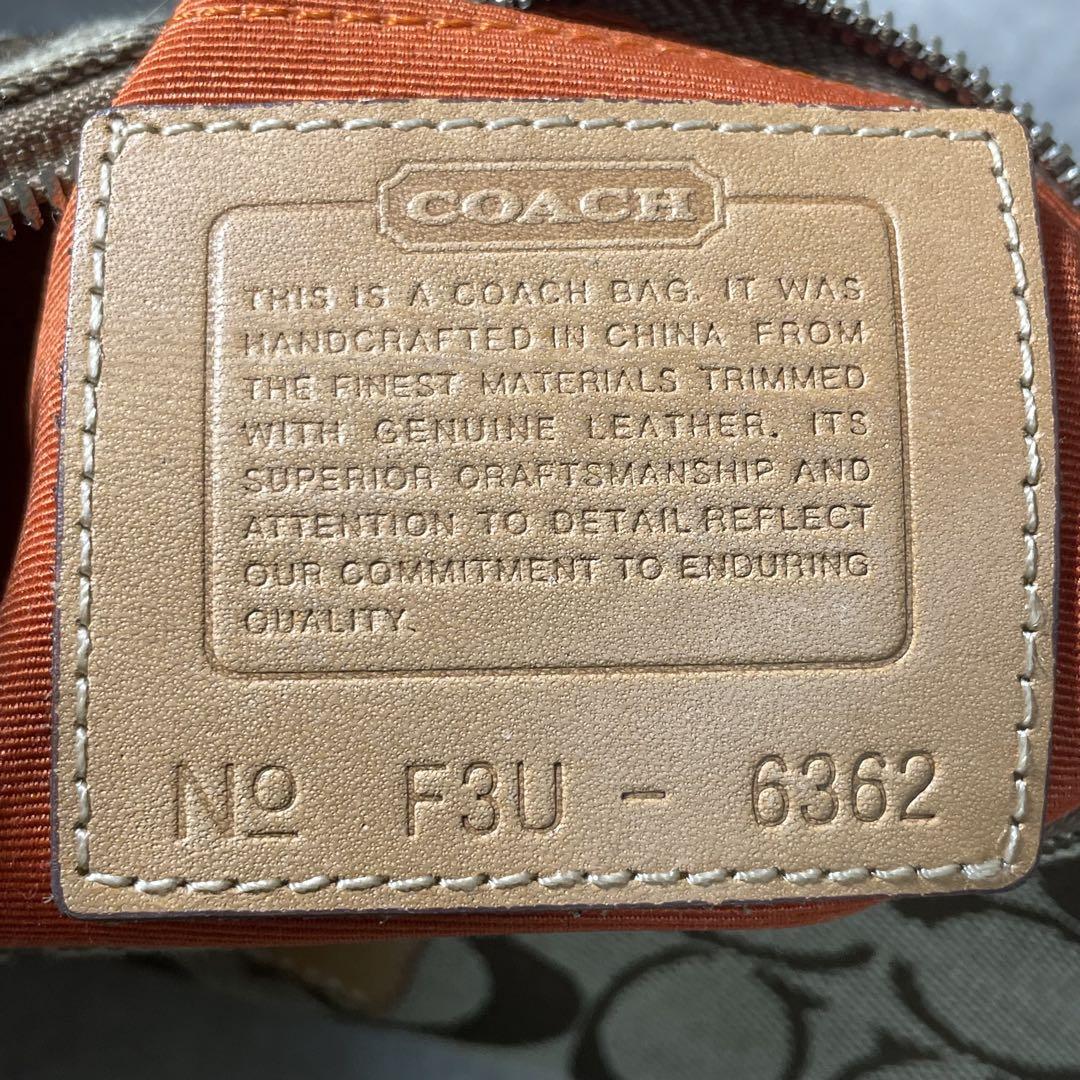 COACH
THIS IS A COACH BAG. IT WAS
HANDCRAFTED IN CHINA FROM
THE FINEST MATERIALS TRIMMED
WITH GENUINE LEATHER. ITS
SUPERIOR CRAFTSMANSHIP AND
ATTENTION TO DETAIL REFLECT
OUR COMMITMENT TO ENDURING
QUALITY.
No F3U - 6362